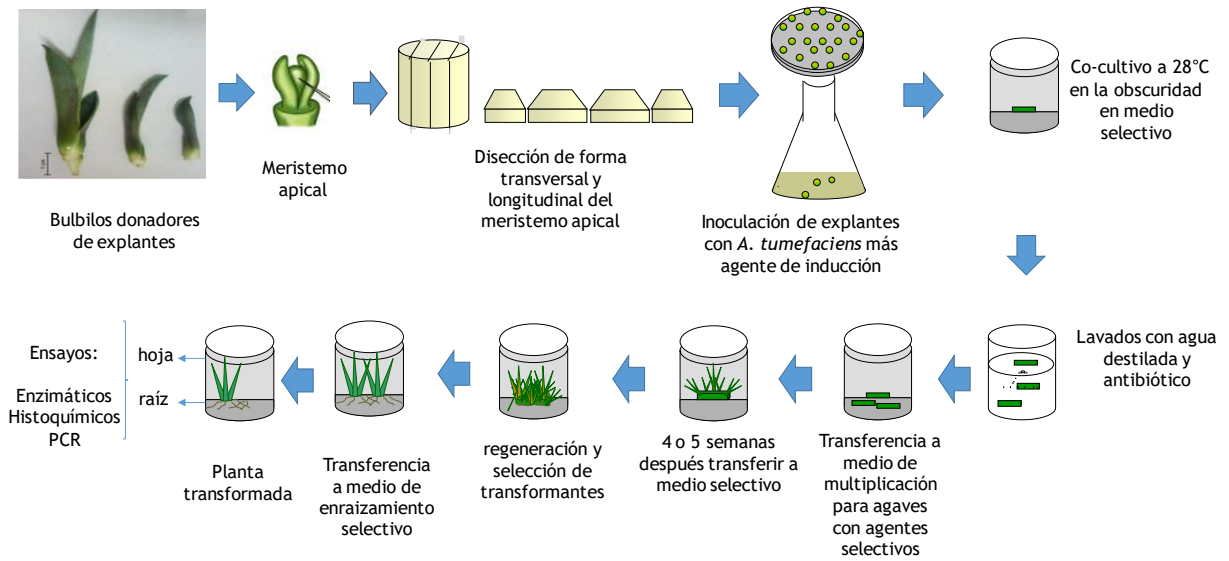 Bulbilos donadores
de explantes
Meristemo
apical
Disección de forma
transversal y
longitudinal del
meristemo apical
Inoculación de explantes
con A. tumefaciens más
agente de inducción
Co-cultivo a 28°C
en la obscuridad
en medio
selectivo
Lavados con agua
destilada y
antibiótico
Transferencia a
medio de
multiplicación
para agaves
con agentes
selectivos
4 o 5 semanas
después transferir a
medio selectivo
regeneración y
selección de
transformantes
Transferencia
a medio de
enraizamiento
selectivo
Planta
transformada
hoja
raíz
Ensayos:
Enzimáticos
Histoquímicos
PCR